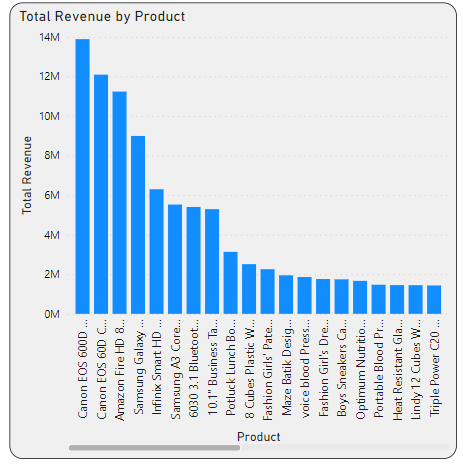 Total Revenue by Product
14M
12M
10M
8M
6M
4M
2M
0M
Total Revenue
Canon EOS 600D ...
Canon EOS 60D C...
Amazon Fire HD 8...
Samsung Galaxy ...
Infinix Smart HD ...
Samsung A3 Core...
6030 3.1 Bluetoot...
10.1" Business Ta...
Potluck Lunch Bo...
8 Cubes Plastic W...
Fashion Girls' Pate...
Maze Batik Desig...
voice blood Press...
Fashion Girl's Dre...
Boys Sneakers Ca...
Optimum Nutritio...
Portable Blood Pr...
Heat Resistant Gla...
Lindy 12 Cubes W...
Triple Power C20 ...
Product